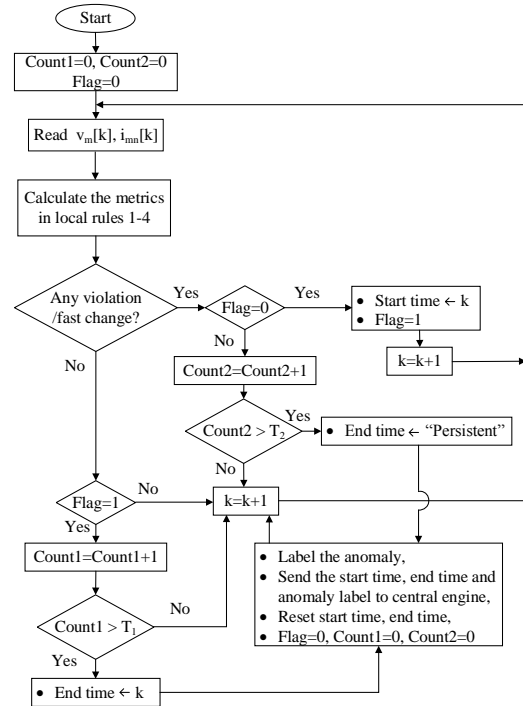 Start
Count1=0, Count2=0
Flag=0
Read v_m[k], i_mn[k]
Calculate the metrics
in local rules 1-4
Any violation
/fast change?
Yes
Flag=0
Yes
• Start time ← k
• Flag=1
No
No
k=k+1
Count2=Count2+1
Count2 > T₂
Yes
• End time ← “Persistent”
No
Flag=1
No
k=k+1
Yes
Count1=Count1+1
• Label the anomaly,
• Send the start time, end time and
anomaly label to central engine,
• Reset start time, end time,
• Flag=0, Count1=0, Count2=0
Count1 > T₁
No
Yes
• End time ← k